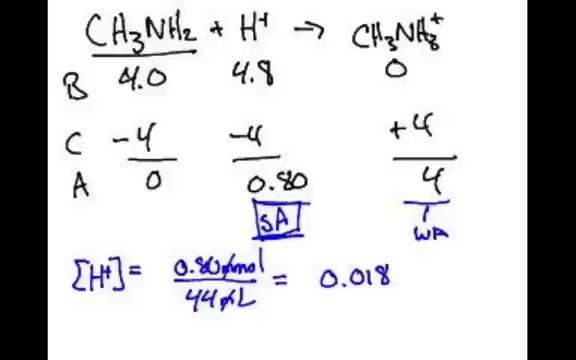 CH3NH2 + H+ → CH3NH3+
B 4.0 4.8 0
C -4 -4 +4
A 0 0.80 4
SA WA
[H+] = 0.80 mmol / 44 mL = 0.018